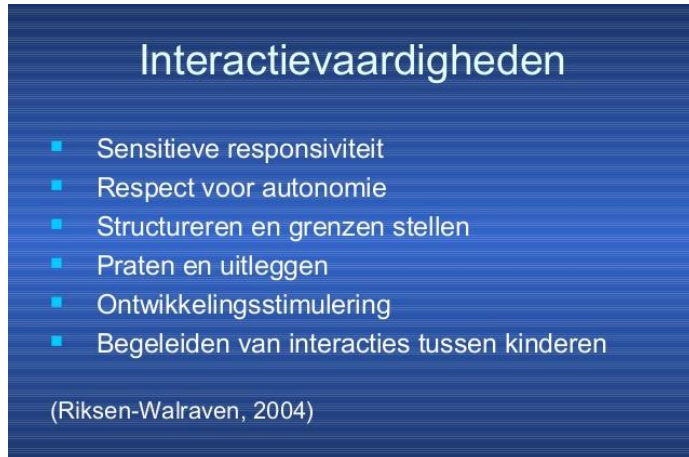 Interactievaardigheden
Sensitieve responsiviteit
Respect voor autonomie
Structureren en grenzen stellen
Praten en uitleggen
Ontwikkelingsstimulering
Begeleiden van interacties tussen kinderen
(Riksen-Walraven, 2004)